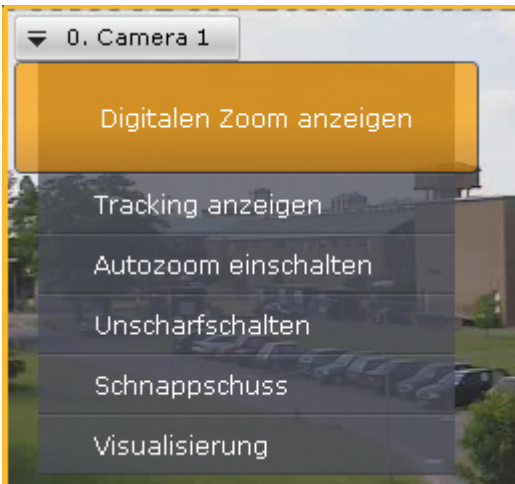 0. Camera 1
Digitalen Zoom anzeigen
Tracking anzeigen
Autozoom einschalten
Unscharfschalten
Schnappschuss
Visualisierung